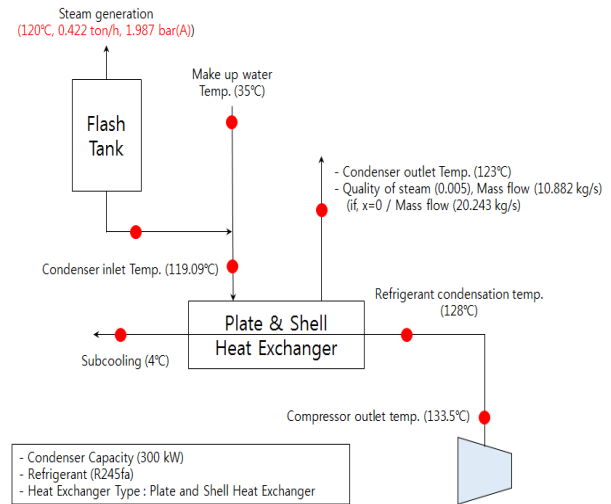 Steam generation
(120℃, 0.422 ton/h, 1.987 bar(A))
Make up water
Temp. (35℃)
Flash
Tank
- Condenser outlet Temp. (123℃)
- Quality of steam (0.005), Mass flow (10.882 kg/s)
(if, x=0 / Mass flow (20.243 kg/s)
Condenser inlet Temp. (119.09℃)
Refrigerant condensation temp.
(128℃)
Plate & Shell
Heat Exchanger
Subcooling (4℃)
Compressor outlet temp. (133.5℃)
- Condenser Capacity (300 kW)
- Refrigerant (R245fa)
- Heat Exchanger Type : Plate and Shell Heat Exchanger